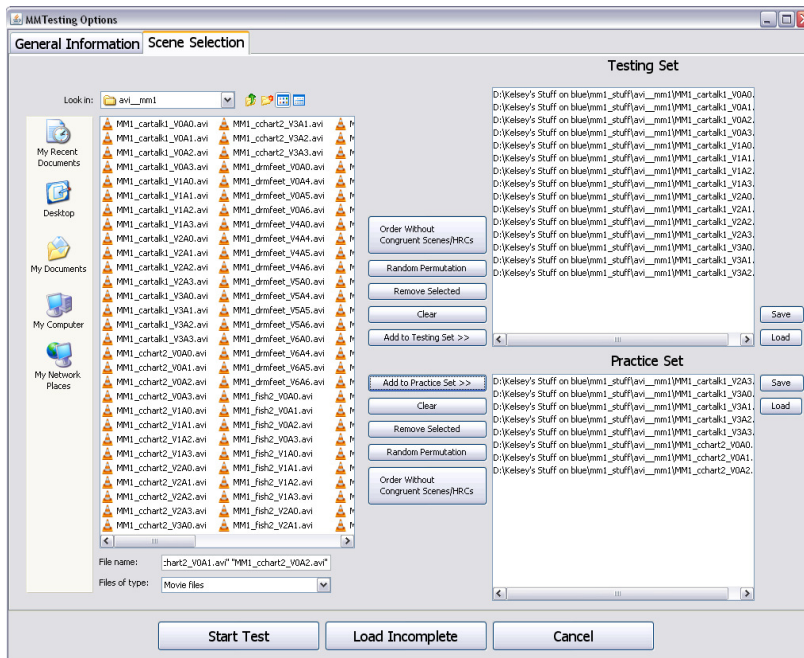 MMTesting Options
General Information
Scene Selection
Look in:
avi__mm1
My Recent
Documents
Desktop
My Documents
My Computer
My Network
Places
MM1_cartalk1_V0A0.avi
MM1_cartalk1_V0A1.avi
MM1_cartalk1_V0A2.avi
MM1_cartalk1_V0A3.avi
MM1_cartalk1_V1A0.avi
MM1_cartalk1_V1A1.avi
MM1_cartalk1_V1A2.avi
MM1_cartalk1_V1A3.avi
MM1_cartalk1_V2A0.avi
MM1_cartalk1_V2A1.avi
MM1_cartalk1_V2A2.avi
MM1_cartalk1_V2A3.avi
MM1_cartalk1_V3A0.avi
MM1_cartalk1_V3A1.avi
MM1_cartalk1_V3A2.avi
MM1_cartalk1_V3A3.avi
MM1_cchart2_V0A0.avi
MM1_cchart2_V0A1.avi
MM1_cchart2_V0A2.avi
MM1_cchart2_V0A3.avi
MM1_cchart2_V1A0.avi
MM1_cchart2_V1A1.avi
MM1_cchart2_V1A2.avi
MM1_cchart2_V1A3.avi
MM1_cchart2_V2A0.avi
MM1_cchart2_V2A1.avi
MM1_cchart2_V2A2.avi
MM1_cchart2_V2A3.avi
MM1_cchart2_V3A0.avi
MM1_cchart2_V3A1.avi
MM1_cchart2_V3A2.avi
MM1_cchart2_V3A3.avi
MM1_drmfeet_V0A0.avi
MM1_drmfeet_V0A4.avi
MM1_drmfeet_V0A5.avi
MM1_drmfeet_V0A6.avi
MM1_drmfeet_V4A0.avi
MM1_drmfeet_V4A4.avi
MM1_drmfeet_V4A5.avi
MM1_drmfeet_V4A6.avi
MM1_drmfeet_V5A0.avi
MM1_drmfeet_V5A4.avi
MM1_drmfeet_V5A5.avi
MM1_drmfeet_V5A6.avi
MM1_drmfeet_V6A0.avi
MM1_drmfeet_V6A4.avi
MM1_drmfeet_V6A5.avi
MM1_drmfeet_V6A6.avi
MM1_fish2_V0A0.avi
MM1_fish2_V0A1.avi
MM1_fish2_V0A2.avi
MM1_fish2_V0A3.avi
MM1_fish2_V1A0.avi
MM1_fish2_V1A1.avi
MM1_fish2_V1A2.avi
MM1_fish2_V1A3.avi
MM1_fish2_V2A0.avi
MM1_fish2_V2A1.avi
File name:
:hart2_V0A1.avi" "MM1_cchart2_V0A2.avi"
Files of type:
Movie files
Order Without
Congruent Scenes/HRCs
Random Permutation
Remove Selected
Clear
Add to Testing Set >>
Add to Practice Set >>
Clear
Remove Selected
Random Permutation
Order Without
Congruent Scenes/HRCs
Testing Set
D:\Kelsey's Stuff on blue\mm1_stuff\avi__mm1\MM1_cartalk1_V0A0.
D:\Kelsey's Stuff on blue\mm1_stuff\avi__mm1\MM1_cartalk1_V0A1.
D:\Kelsey's Stuff on blue\mm1_stuff\avi__mm1\MM1_cartalk1_V0A2.
D:\Kelsey's Stuff on blue\mm1_stuff\avi__mm1\MM1_cartalk1_V0A3.
D:\Kelsey's Stuff on blue\mm1_stuff\avi__mm1\MM1_cartalk1_V1A0.
D:\Kelsey's Stuff on blue\mm1_stuff\avi__mm1\MM1_cartalk1_V1A1.
D:\Kelsey's Stuff on blue\mm1_stuff\avi__mm1\MM1_cartalk1_V1A2.
D:\Kelsey's Stuff on blue\mm1_stuff\avi__mm1\MM1_cartalk1_V1A3.
D:\Kelsey's Stuff on blue\mm1_stuff\avi__mm1\MM1_cartalk1_V2A0.
D:\Kelsey's Stuff on blue\mm1_stuff\avi__mm1\MM1_cartalk1_V2A1.
D:\Kelsey's Stuff on blue\mm1_stuff\avi__mm1\MM1_cartalk1_V2A2.
D:\Kelsey's Stuff on blue\mm1_stuff\avi__mm1\MM1_cartalk1_V2A3.
D:\Kelsey's Stuff on blue\mm1_stuff\avi__mm1\MM1_cartalk1_V3A0.
D:\Kelsey's Stuff on blue\mm1_stuff\avi__mm1\MM1_cartalk1_V3A1.
D:\Kelsey's Stuff on blue\mm1_stuff\avi__mm1\MM1_cartalk1_V3A2.
Save
Load
Practice Set
D:\Kelsey's Stuff on blue\mm1_stuff\avi__mm1\MM1_cartalk1_V2A3.
D:\Kelsey's Stuff on blue\mm1_stuff\avi__mm1\MM1_cartalk1_V3A0.
D:\Kelsey's Stuff on blue\mm1_stuff\avi__mm1\MM1_cartalk1_V3A1.
D:\Kelsey's Stuff on blue\mm1_stuff\avi__mm1\MM1_cartalk1_V3A2.
D:\Kelsey's Stuff on blue\mm1_stuff\avi__mm1\MM1_cartalk1_V3A3.
D:\Kelsey's Stuff on blue\mm1_stuff\avi__mm1\MM1_cchart2_V0A0.
D:\Kelsey's Stuff on blue\mm1_stuff\avi__mm1\MM1_cchart2_V0A1.
D:\Kelsey's Stuff on blue\mm1_stuff\avi__mm1\MM1_cchart2_V0A2.
Save
Load
Start Test
Load Incomplete
Cancel